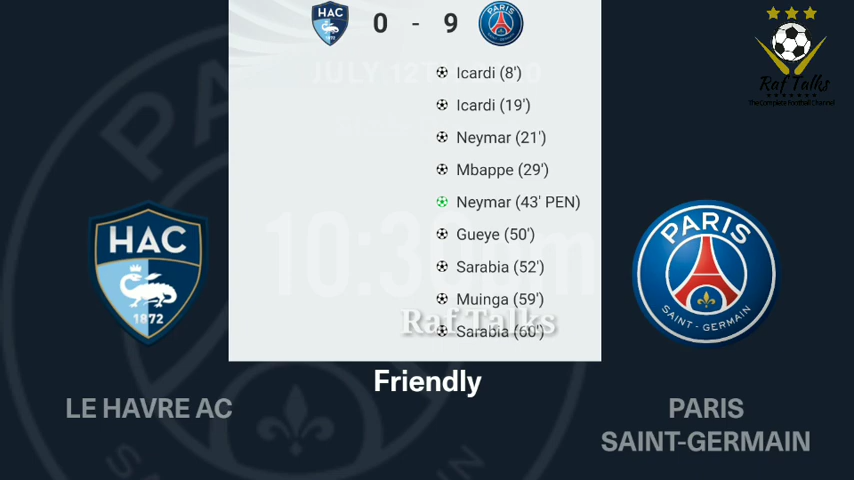 HAC 0 - 9 PARIS
Icardi (8')
Icardi (19')
Neymar (21')
Mbappe (29')
Neymar (43' PEN)
Gueye (50')
Sarabia (52')
Muinga (59')
Sarabia (60')
Raf Talks
Friendly
HAC
1872
LE HAVRE AC
PARIS
SAINT-GERMAIN
PARIS
SAINT-GERMAIN
Raf Talks
The Complete Football Channel